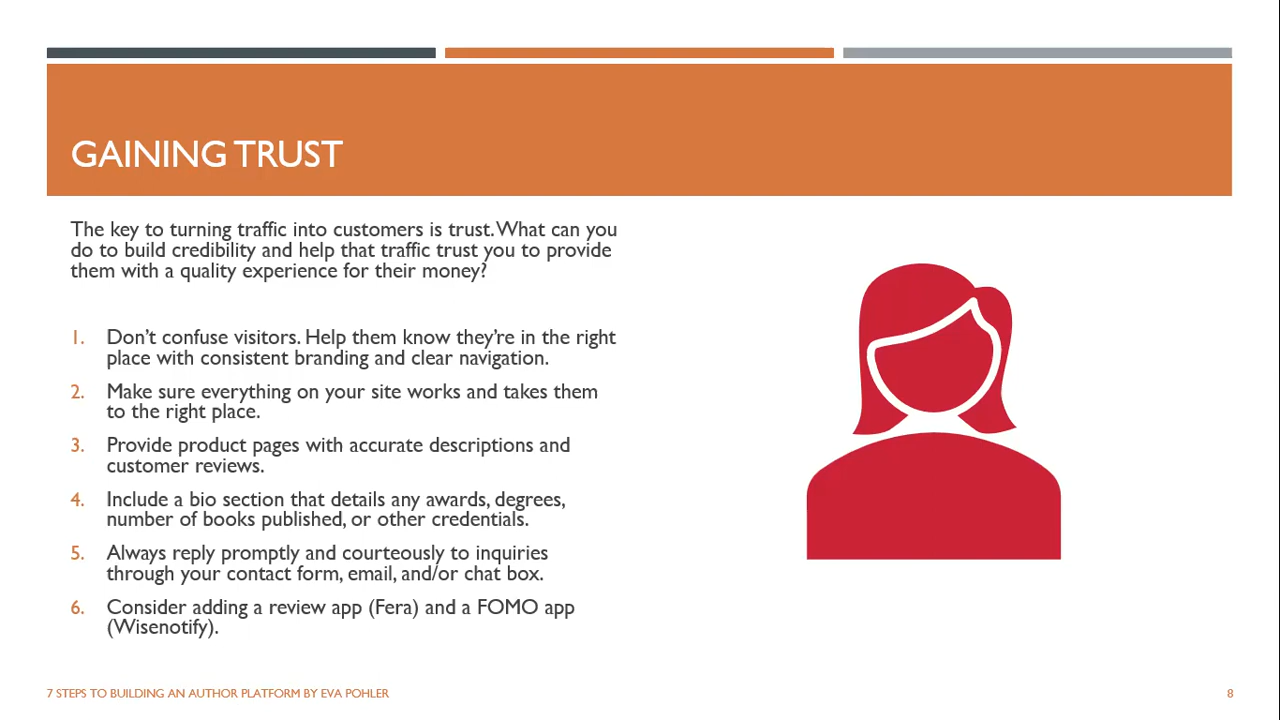 GAINING TRUST
The key to turning traffic into customers is trust. What can you
do to build credibility and help that traffic trust you to provide
them with a quality experience for their money?
1. Don't confuse visitors. Help them know they're in the right
place with consistent branding and clear navigation.
2. Make sure everything on your site works and takes them
to the right place.
3. Provide product pages with accurate descriptions and
customer reviews.
4. Include a bio section that details any awards, degrees,
number of books published, or other credentials.
5. Always reply promptly and courteously to inquiries
through your contact form, email, and/or chat box.
6. Consider adding a review app (Fera) and a FOMO app
(Wisenotify).
7 STEPS TO BUILDING AN AUTHOR PLATFORM BY EVA POHLER
8